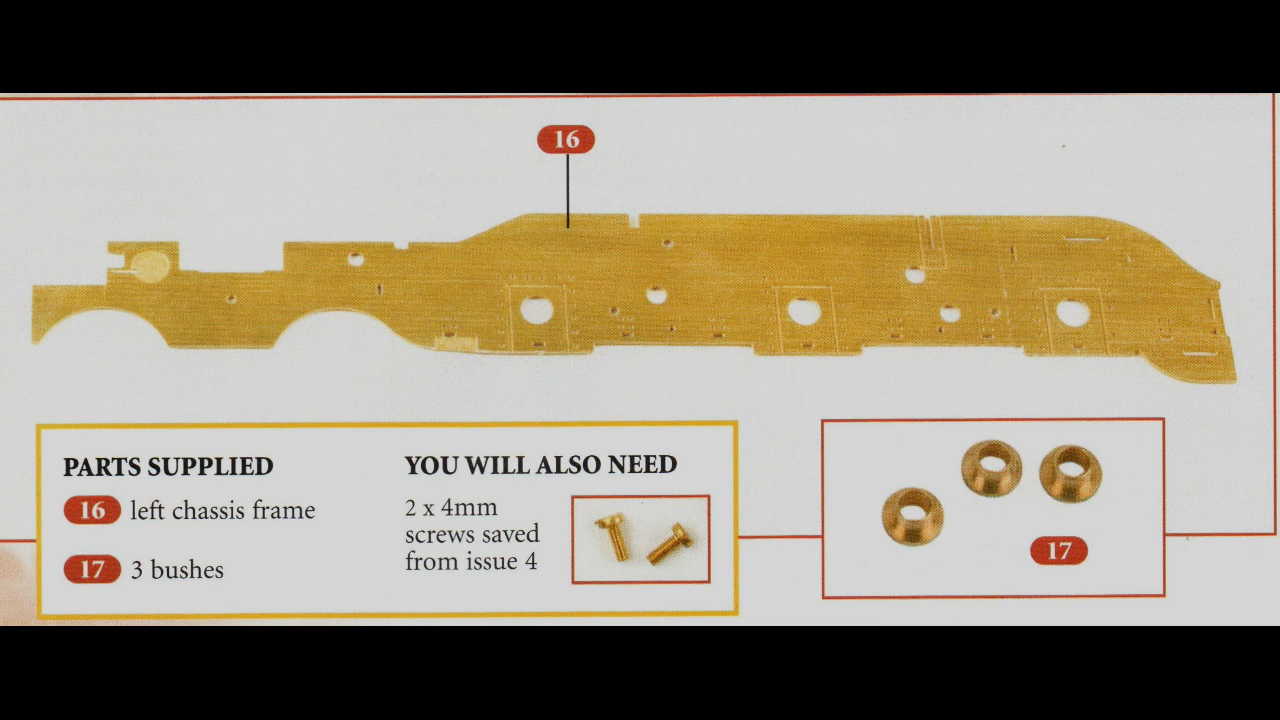 16
PARTS SUPPLIED
16 left chassis frame
17 3 bushes
YOU WILL ALSO NEED
2 x 4mm
screws saved
from issue 4
17